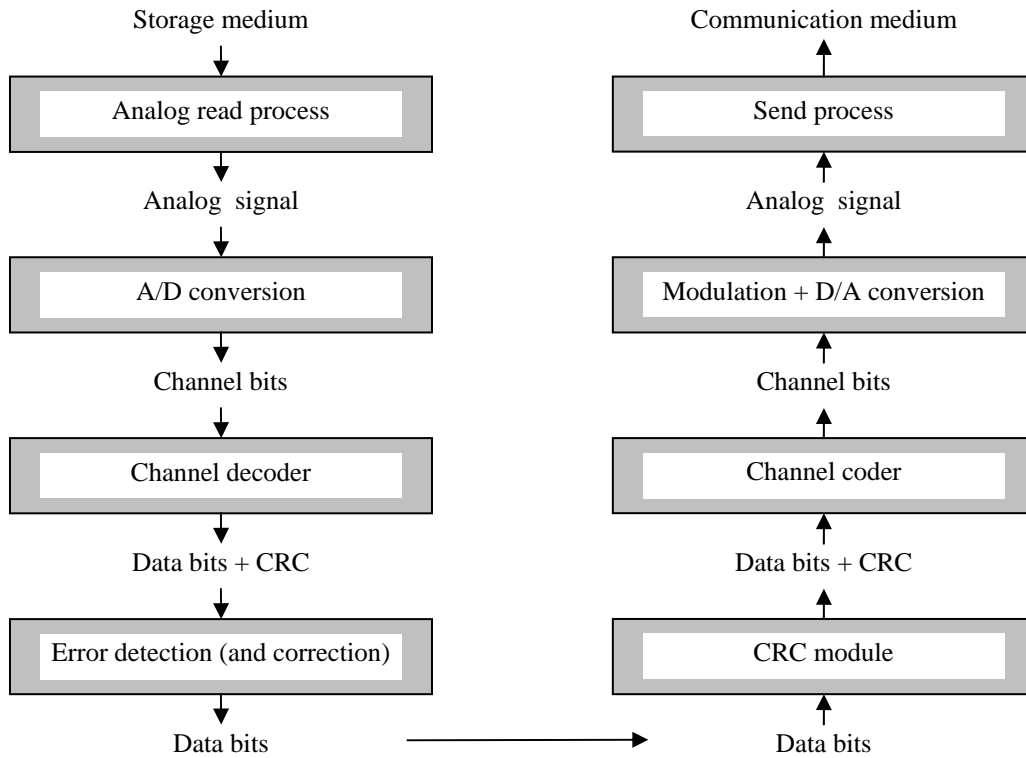 Storage medium
Analog read process
Analog signal
A/D conversion
Channel bits
Channel decoder
Data bits + CRC
Error detection (and correction)
Data bits
Communication medium
Send process
Analog signal
Modulation + D/A conversion
Channel bits
Channel coder
Data bits + CRC
CRC module
Data bits